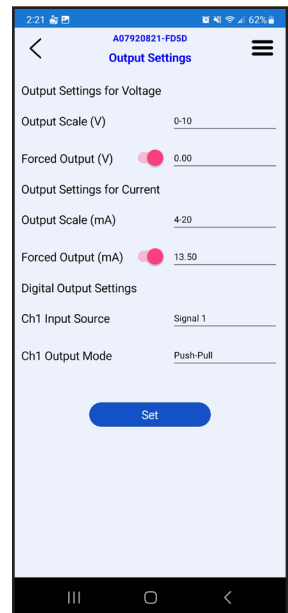 2:21 62%
A07920821-FD5D
Output Settings
Output Settings for Voltage
Output Scale (V) 0-10
Forced Output (V) 0.00
Output Settings for Current
Output Scale (mA) 4-20
Forced Output (mA) 13.50
Digital Output Settings
Ch1 Input Source Signal 1
Ch1 Output Mode Push-Pull
Set